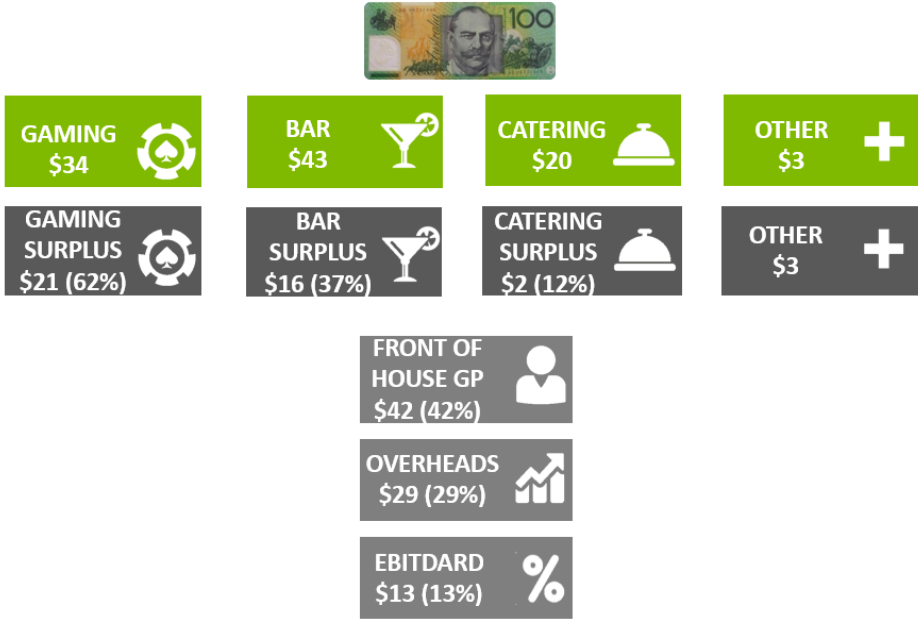 100
GAMING
$34
BAR
$43
CATERING
$20
OTHER
$3
GAMING
SURPLUS
$21 (62%)
BAR
SURPLUS
$16 (37%)
CATERING
SURPLUS
$2 (12%)
OTHER
$3
FRONT OF
HOUSE GP
$42 (42%)
OVERHEADS
$29 (29%)
EBITDARD
$13 (13%)
%